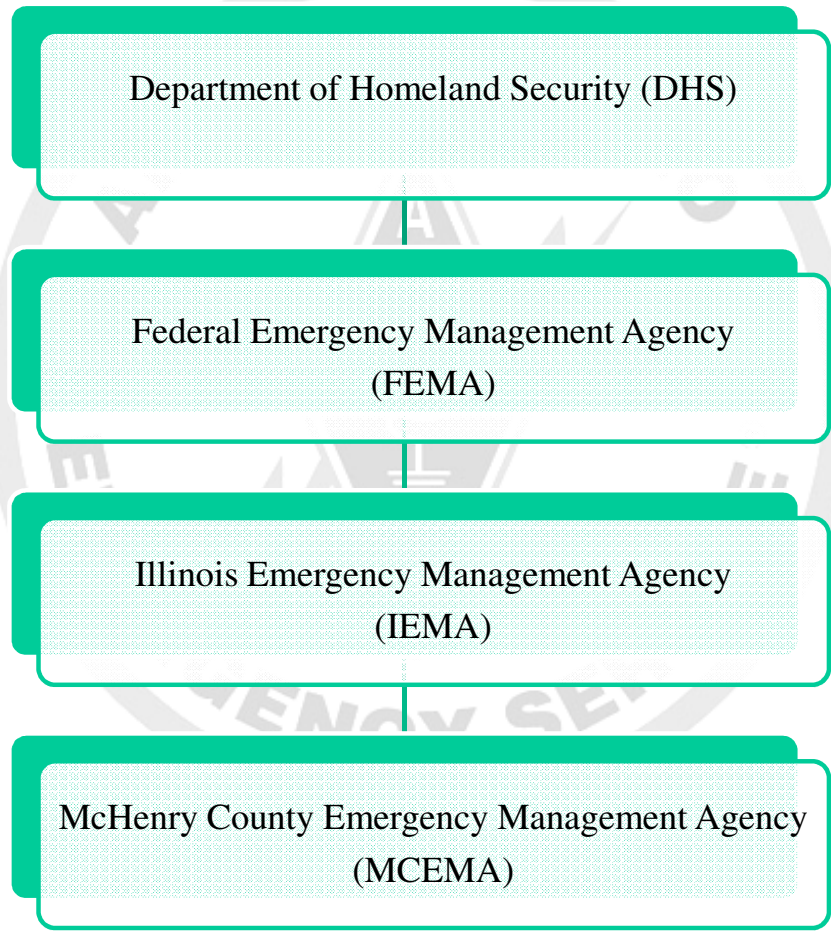 Department of Homeland Security (DHS)
Federal Emergency Management Agency
(FEMA)
Illinois Emergency Management Agency
(IEMA)
McHenry County Emergency Management Agency
(MCEMA)